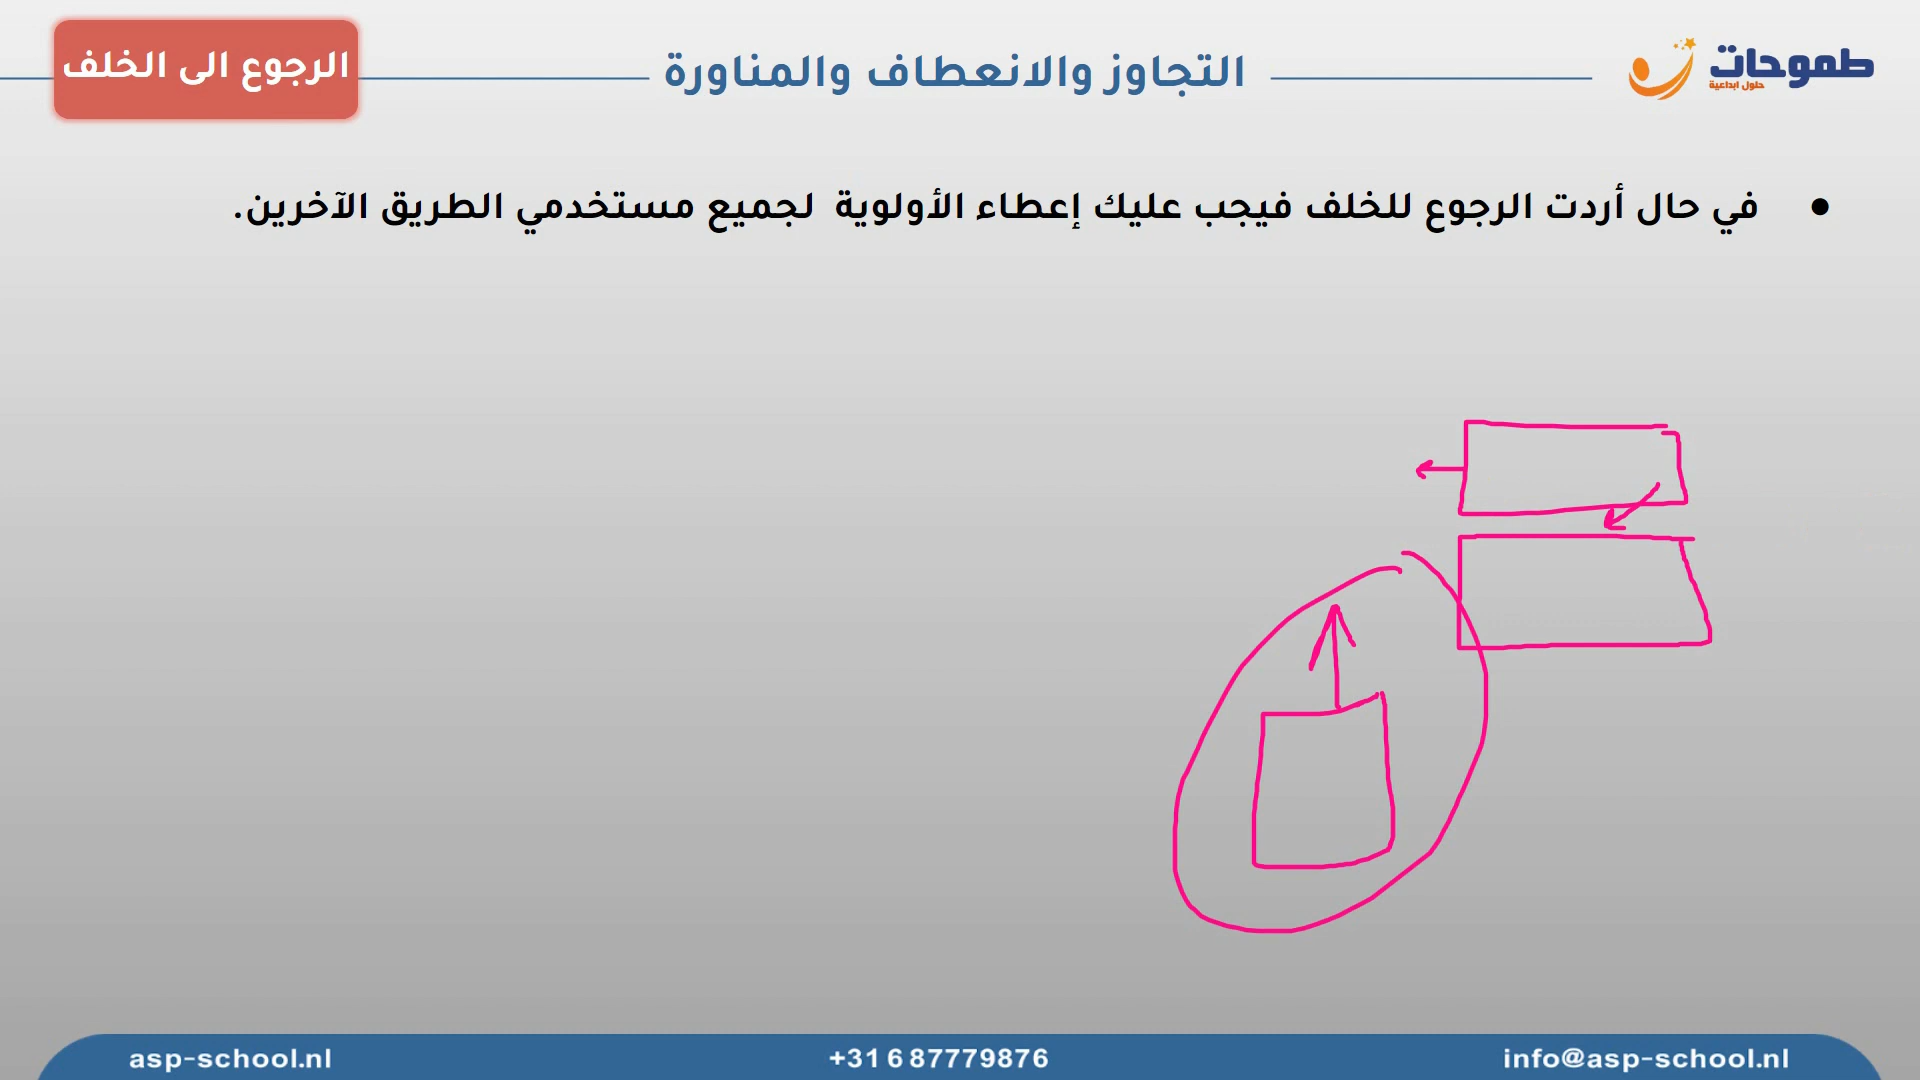 الرجوع الى الخلف
التجاوز والانعطاف والمناورة
طموحات
حلول ابداعية
● في حال أردت الرجوع للخلف فيجب عليك إعطاء الأولوية لجميع مستخدمي الطريق الآخرين.
asp-school.nl
+31 6 87779876
info@asp-school.nl